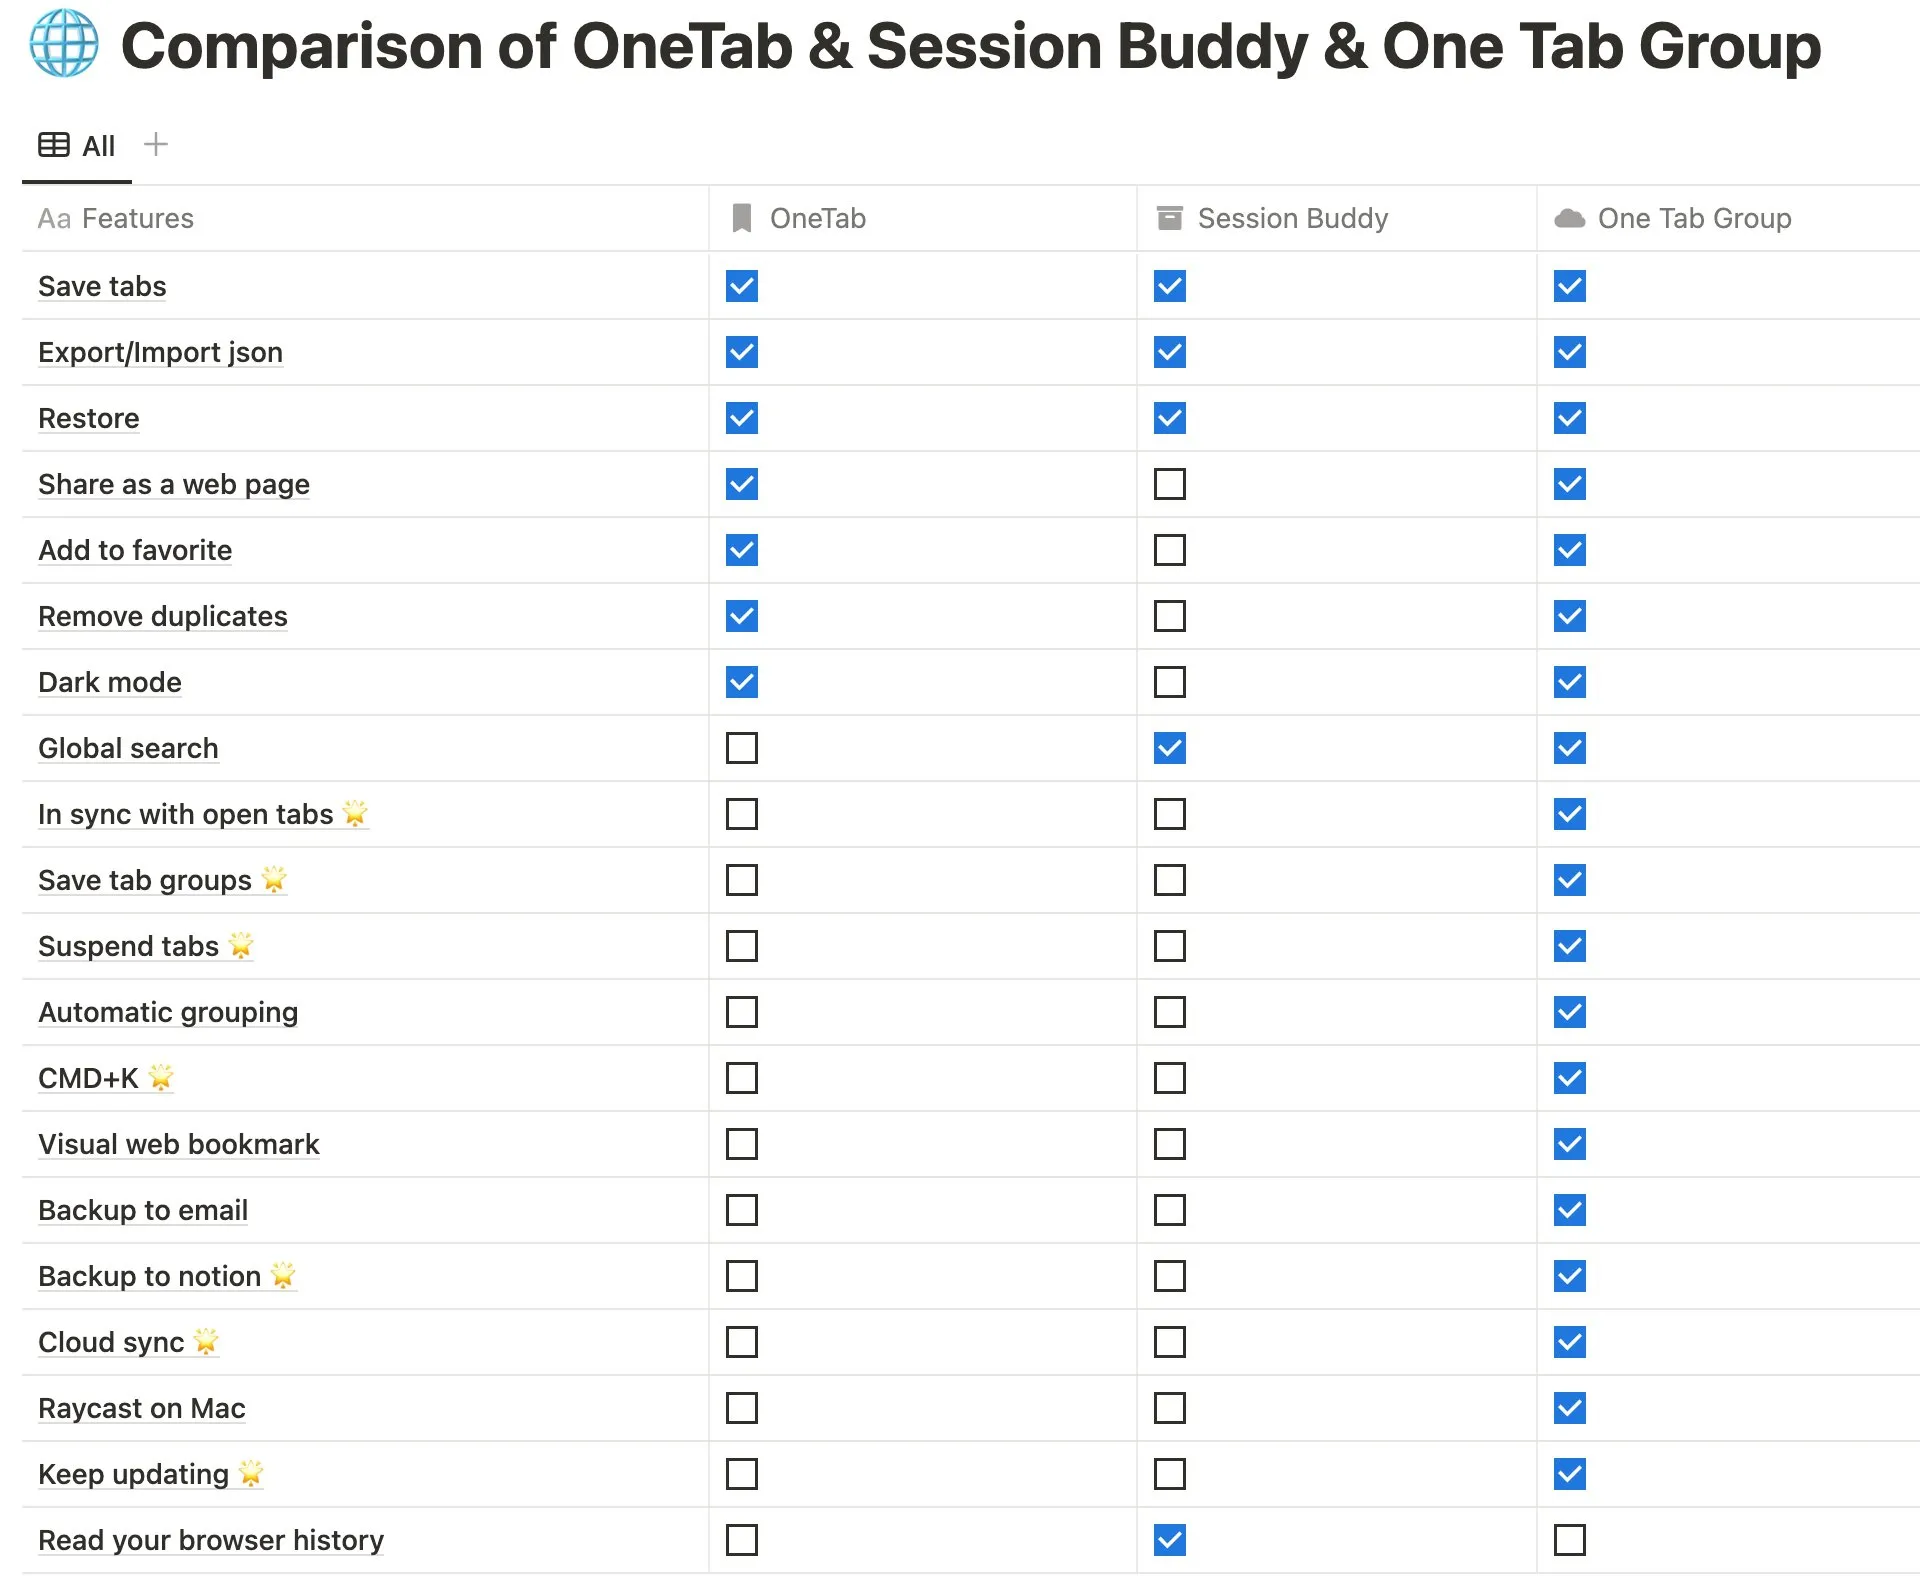 Comparison of OneTab & Session Buddy & One Tab Group
All
Aa Features OneTab Session Buddy One Tab Group
Save tabs
Export/Import json
Restore
Share as a web page
Add to favorite
Remove duplicates
Dark mode
Global search
In sync with open tabs 🌟
Save tab groups 🌟
Suspend tabs 🌟
Automatic grouping
CMD+K 🌟
Visual web bookmark
Backup to email
Backup to notion 🌟
Cloud sync 🌟
Raycast on Mac
Keep updating 🌟
Read your browser history